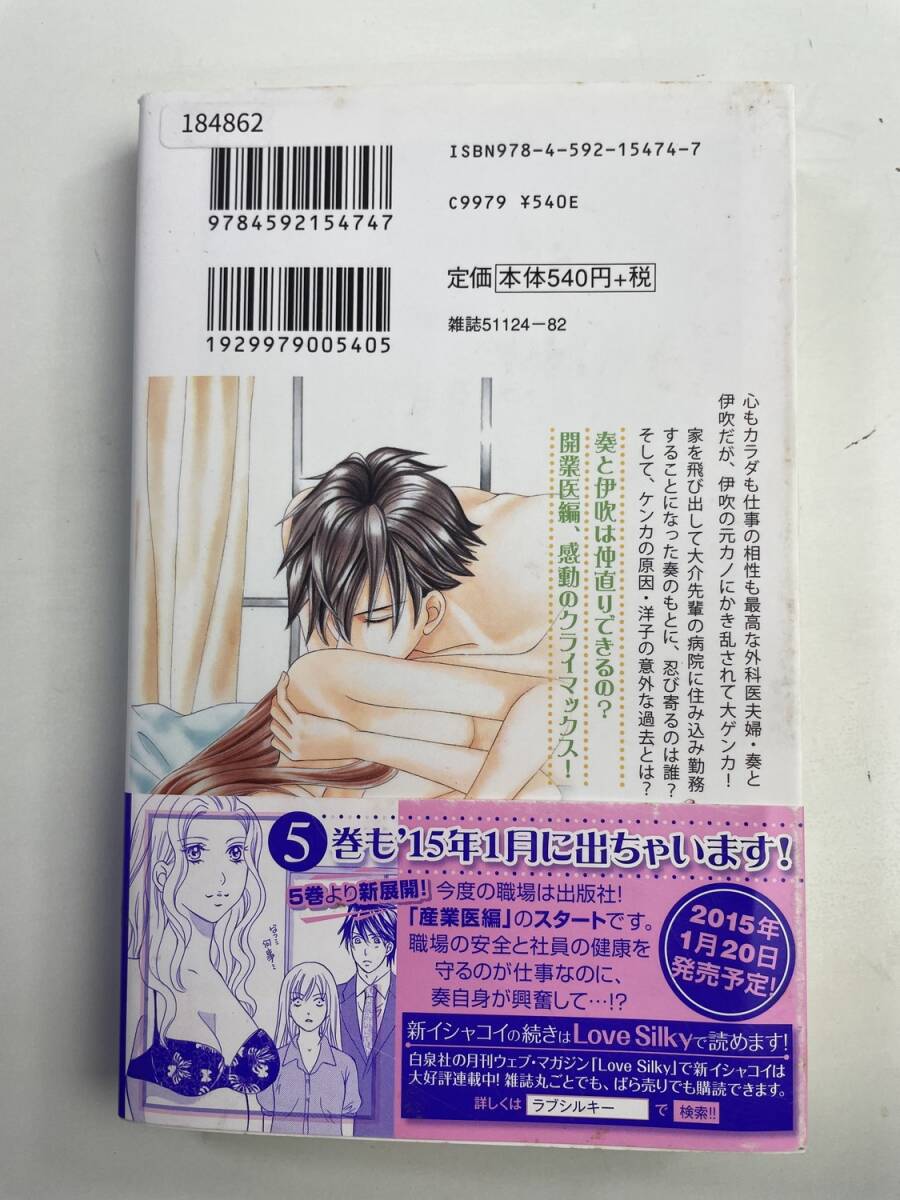 184862
ISBN978-4-592-15474-7
9784592154747
C9979 ¥540E
定価 本体540円+税
雑誌51124-82
1929979005405
心もカラダも仕事の相性も最高な外科医夫婦・奏と
伊吹だが、伊吹の元カノにかき乱されて大ゲンカ!
家を飛び出して大介先輩の病院に住み込み勤務
することになった奏のもとに、忍び寄るのは誰?
そして、ケンカの原因・洋子の意外な過去とは?
奏と伊吹は仲直りできるの?
開業医編、感動のクライマックス!
5巻も'15年1月に出ちゃいます!
5巻より新展開!
今度の職場は出版社!
「産業医編」のスタートです。
職場の安全と社員の健康を
守るのが仕事なのに、
奏自身が興奮して…!?
2015年
1月20日
発売予定!
新イシャコイの続きはLove Silkyで読めます!
白泉社の月刊ウェブ・マガジン「Love Silky」で新イシャコイは
大好評連載中!雑誌丸ごとでも、ばら売りでも購読できます。
詳しくは ラブシルキー で 検索!!